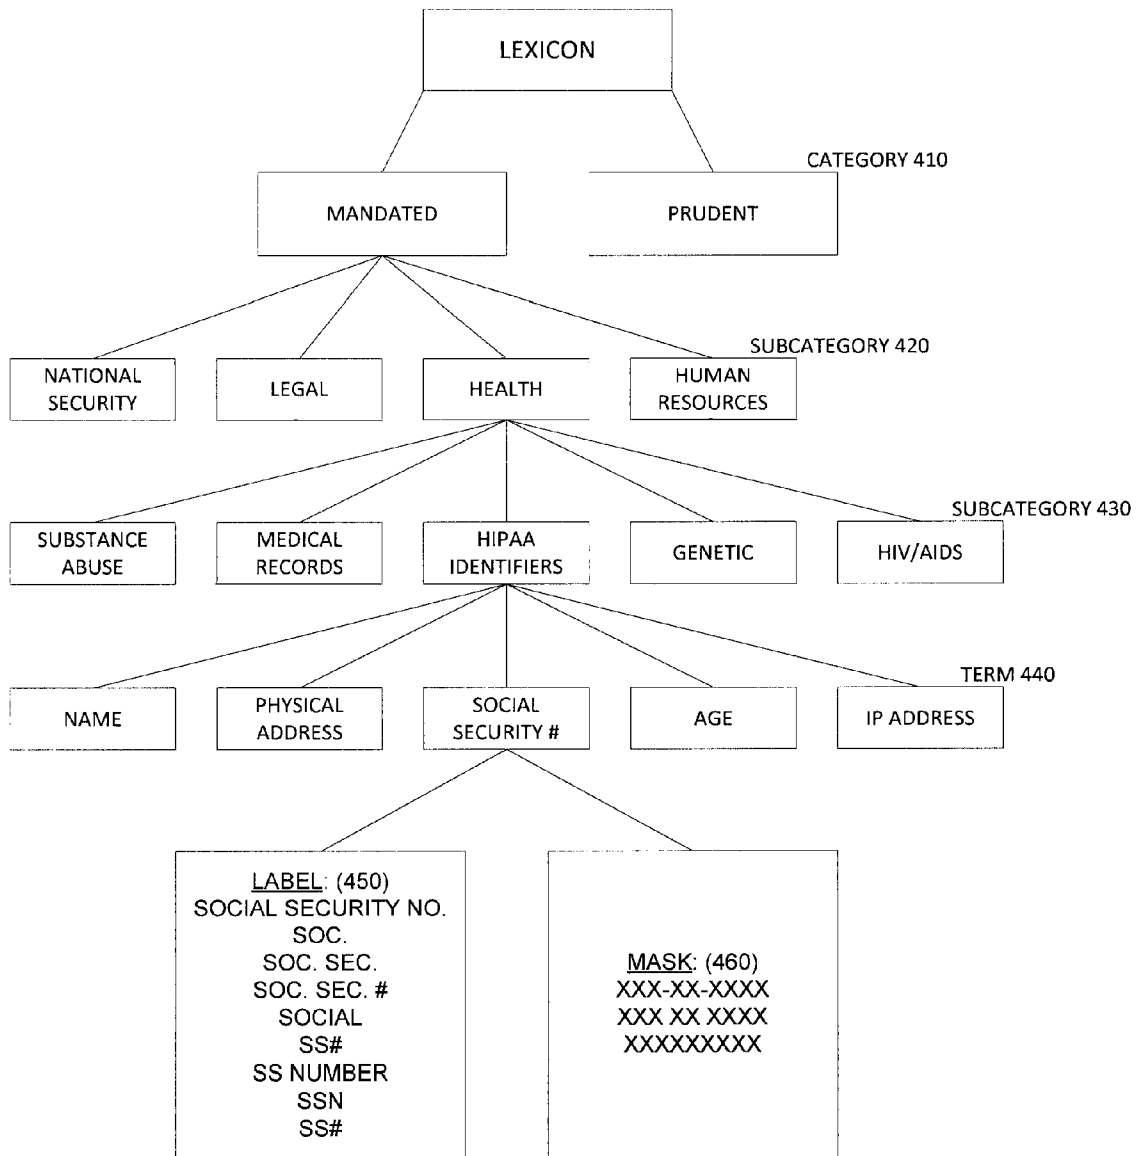 LEXICON
CATEGORY 410
MANDATED
PRUDENT
SUBCATEGORY 420
NATIONAL
SECURITY
LEGAL
HEALTH
HUMAN
RESOURCES
SUBCATEGORY 430
SUBSTANCE
ABUSE
MEDICAL
RECORDS
HIPAA
IDENTIFIERS
GENETIC
HIV/AIDS
TERM 440
NAME
PHYSICAL
ADDRESS
SOCIAL
SECURITY #
AGE
IP ADDRESS
LABEL: (450)
SOCIAL SECURITY NO.
SOC.
SOC. SEC.
SOC. SEC. #
SOCIAL
SS#
SS NUMBER
SSN
SS#
MASK: (460)
XXX-XX-XXXX
XXX XX XXXX
XXXXXXXXX